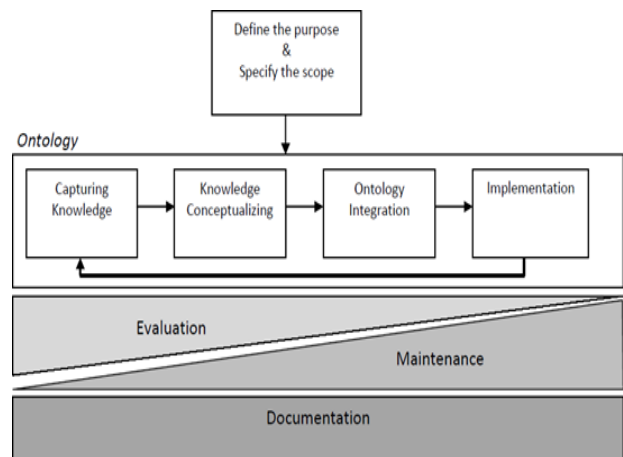 Define the purpose
&
Specify the scope
Ontology
Capturing
Knowledge
Knowledge
Conceptualizing
Ontology
Integration
Implementation
Evaluation
Maintenance
Documentation